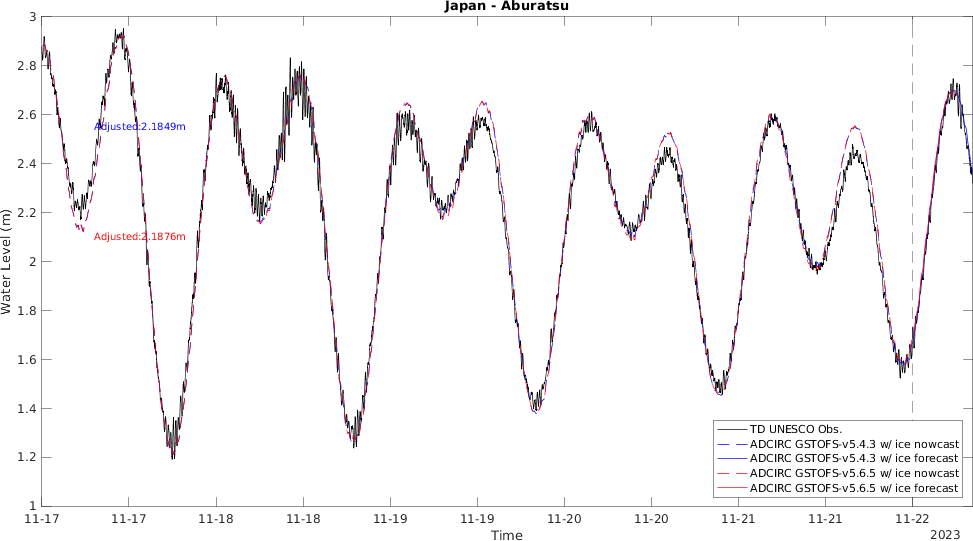 Japan - Aburatsu
3
2.8
2.6
2.4
2.2
2
1.8
1.6
1.4
1.2
1
Water Level (m)
Adjusted:2.1849m
Adjusted:2.1876m
TD UNESCO Obs.
ADCIRC GSTOFS-v5.4.3 w/ ice nowcast
ADCIRC GSTOFS-v5.4.3 w/ ice forecast
ADCIRC GSTOFS-v5.6.5 w/ ice nowcast
ADCIRC GSTOFS-v5.6.5 w/ ice forecast
11-17 11-17 11-18 11-18 11-19 11-19 11-20 11-20 11-21 11-21 11-22
Time
2023